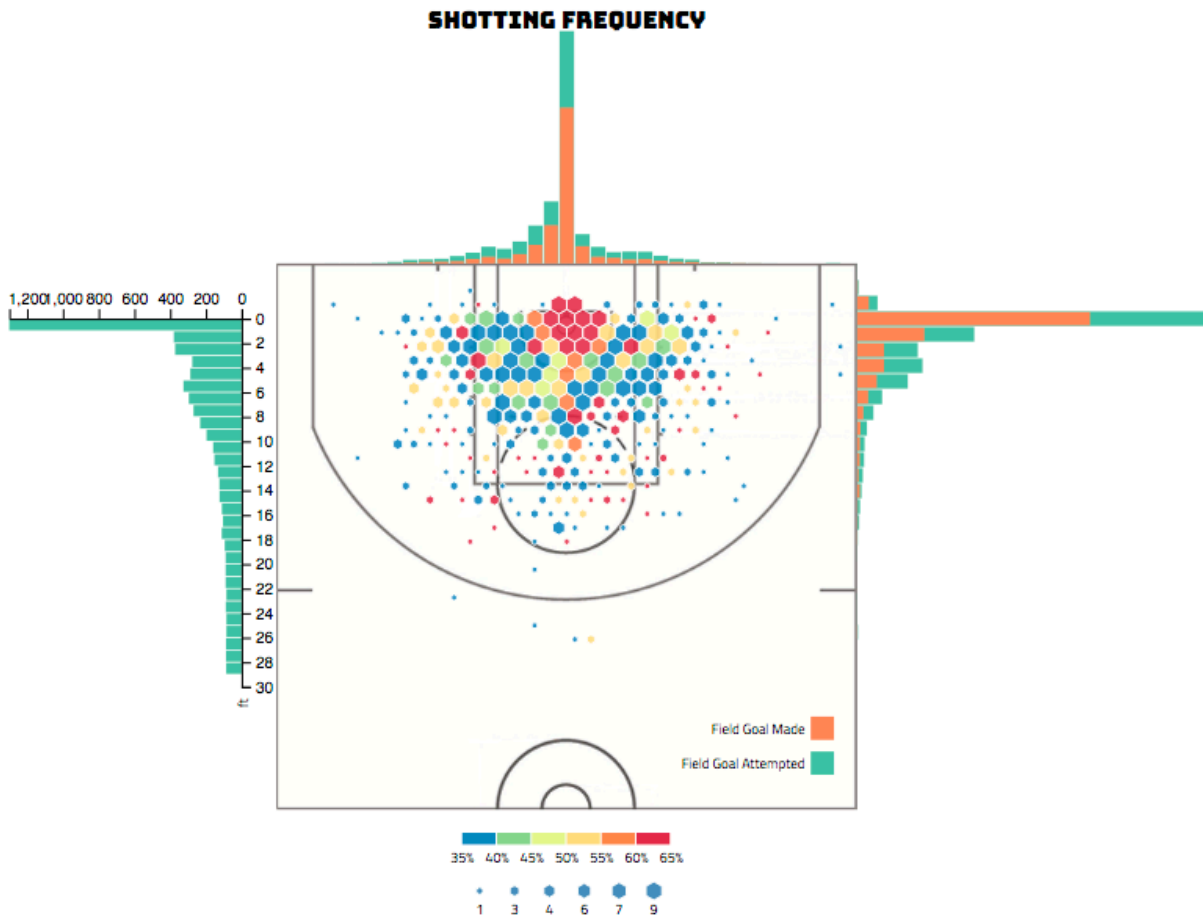 SHOTTING FREQUENCY
1,200 1,000 800 600 400 200 0
0
2
4
6
8
10
12
14
16
18
20
22
24
26
28
30
ft
Field Goal Made
Field Goal Attempted
35% 40% 45% 50% 55% 60% 65%
1 3 4 6 7 9